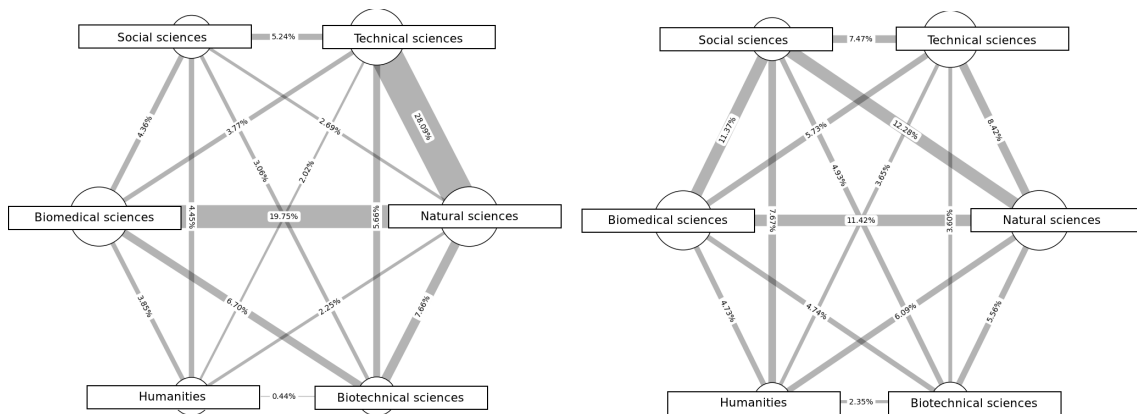 Social sciences
5.24%
Technical sciences
4.36%
3.77%
2.69%
28.09%
3.06%
2.02%
Biomedical sciences
4.45%
19.75%
5.66%
Natural sciences
3.85%
6.70%
2.25%
7.66%
Humanities
0.44%
Biotechnical sciences
Social sciences
7.47%
Technical sciences
11.37%
5.73%
12.28%
8.42%
4.93%
3.65%
Biomedical sciences
7.67%
11.42%
3.60%
Natural sciences
4.73%
4.74%
6.09%
5.56%
Humanities
2.35%
Biotechnical sciences